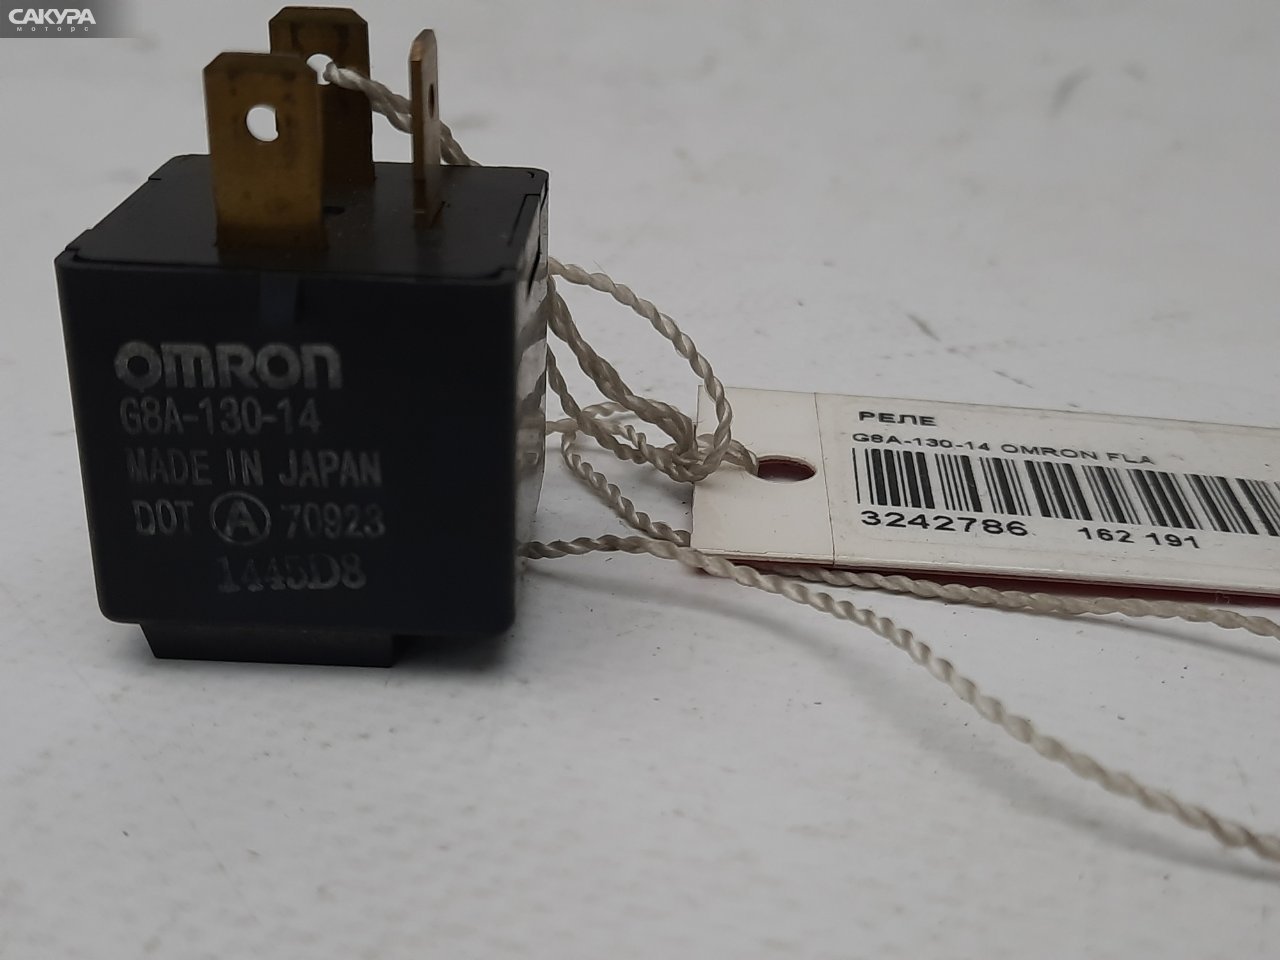 САКУРА
моторс
OMRON
G8A-130-14
MADE IN JAPAN
DOT A 70923
1445D8
РЕЛЕ
G8A-130-14 OMRON FLA
3242786 162 191